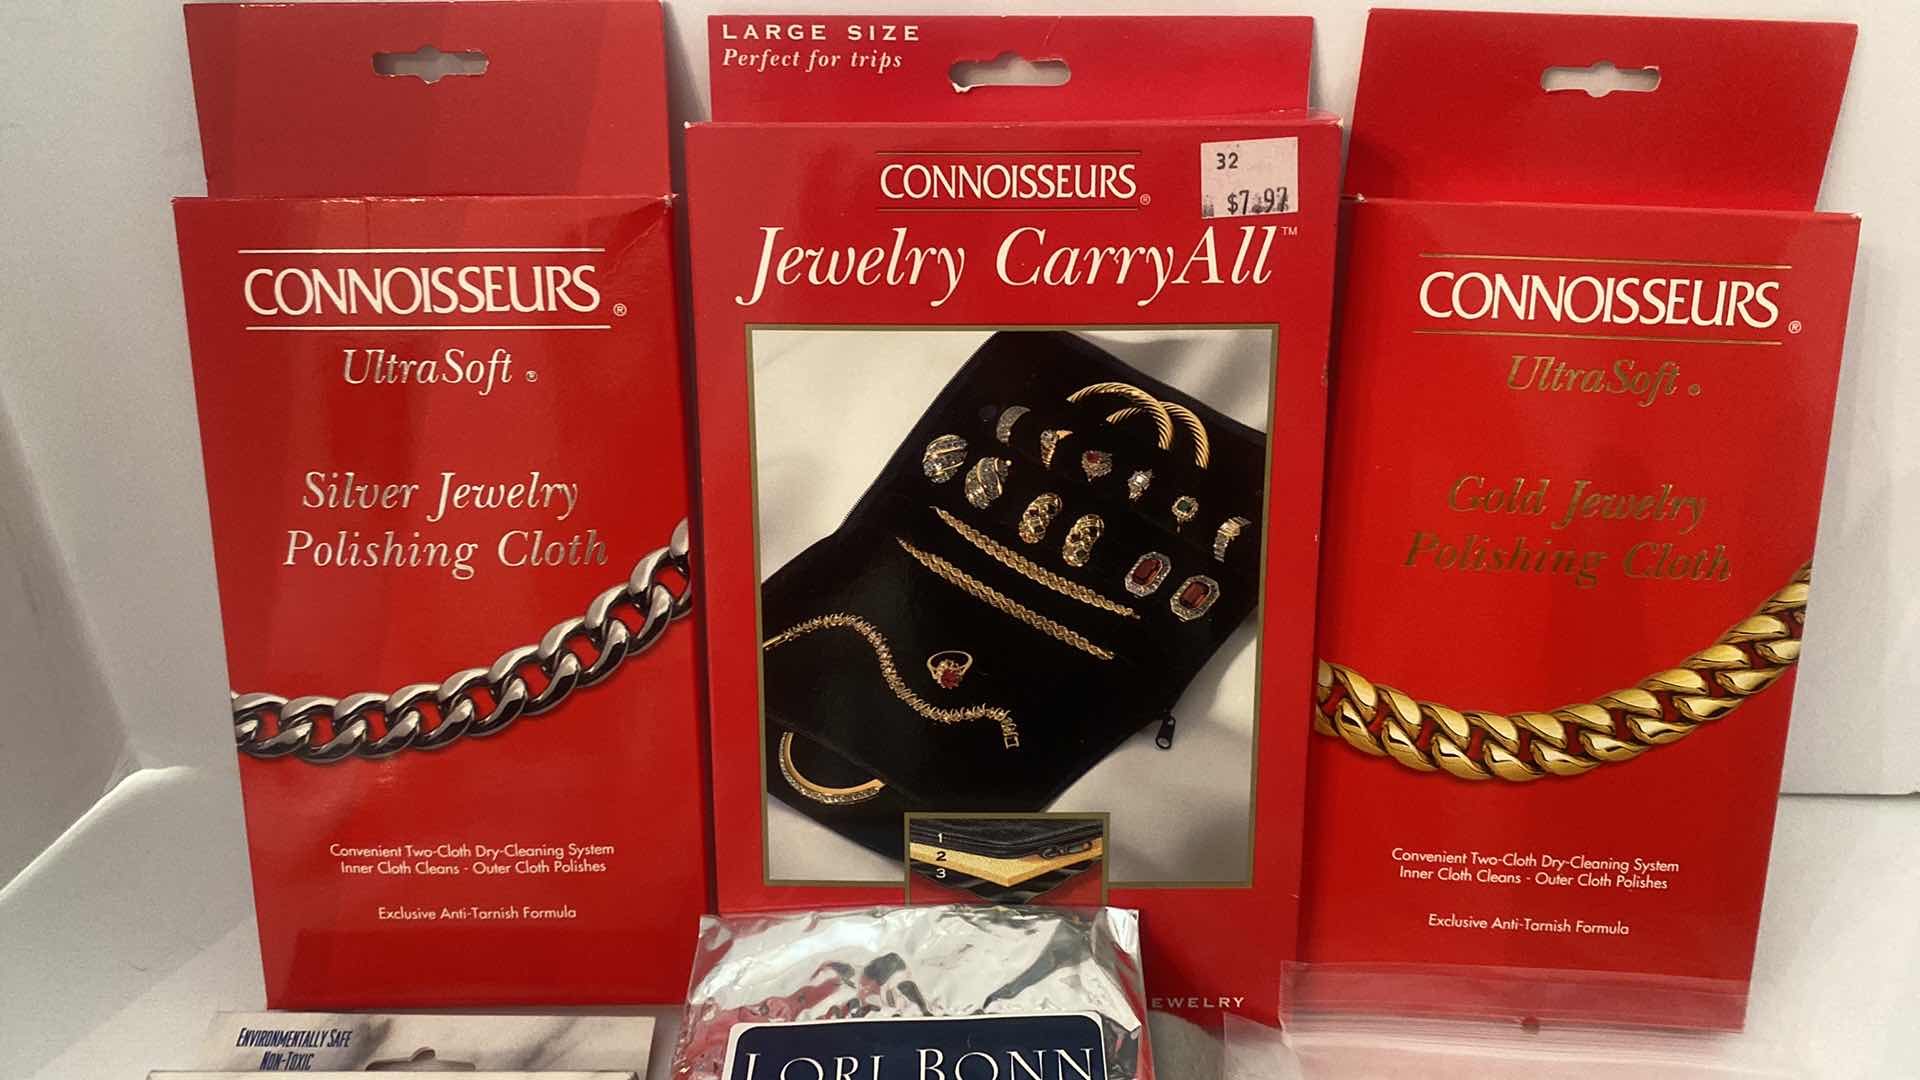 CONNOISSEURS®
UltraSoft®
Silver Jewelry
Polishing Cloth
Convenient Two-Cloth Dry-Cleaning System
Inner Cloth Cleans - Outer Cloth Polishes
Exclusive Anti-Tarnish Formula
LARGE SIZE
Perfect for trips
32
$7.97
CONNOISSEURS®
Jewelry CarryAll™
1
2
3
EWELRY
CONNOISSEURS®
UltraSoft®
Gold Jewelry
Polishing Cloth
Convenient Two-Cloth Dry-Cleaning System
Inner Cloth Cleans - Outer Cloth Polishes
Exclusive Anti-Tarnish Formula
ENVIRONMENTALLY SAFE
NON-TOXIC
LORI BONN